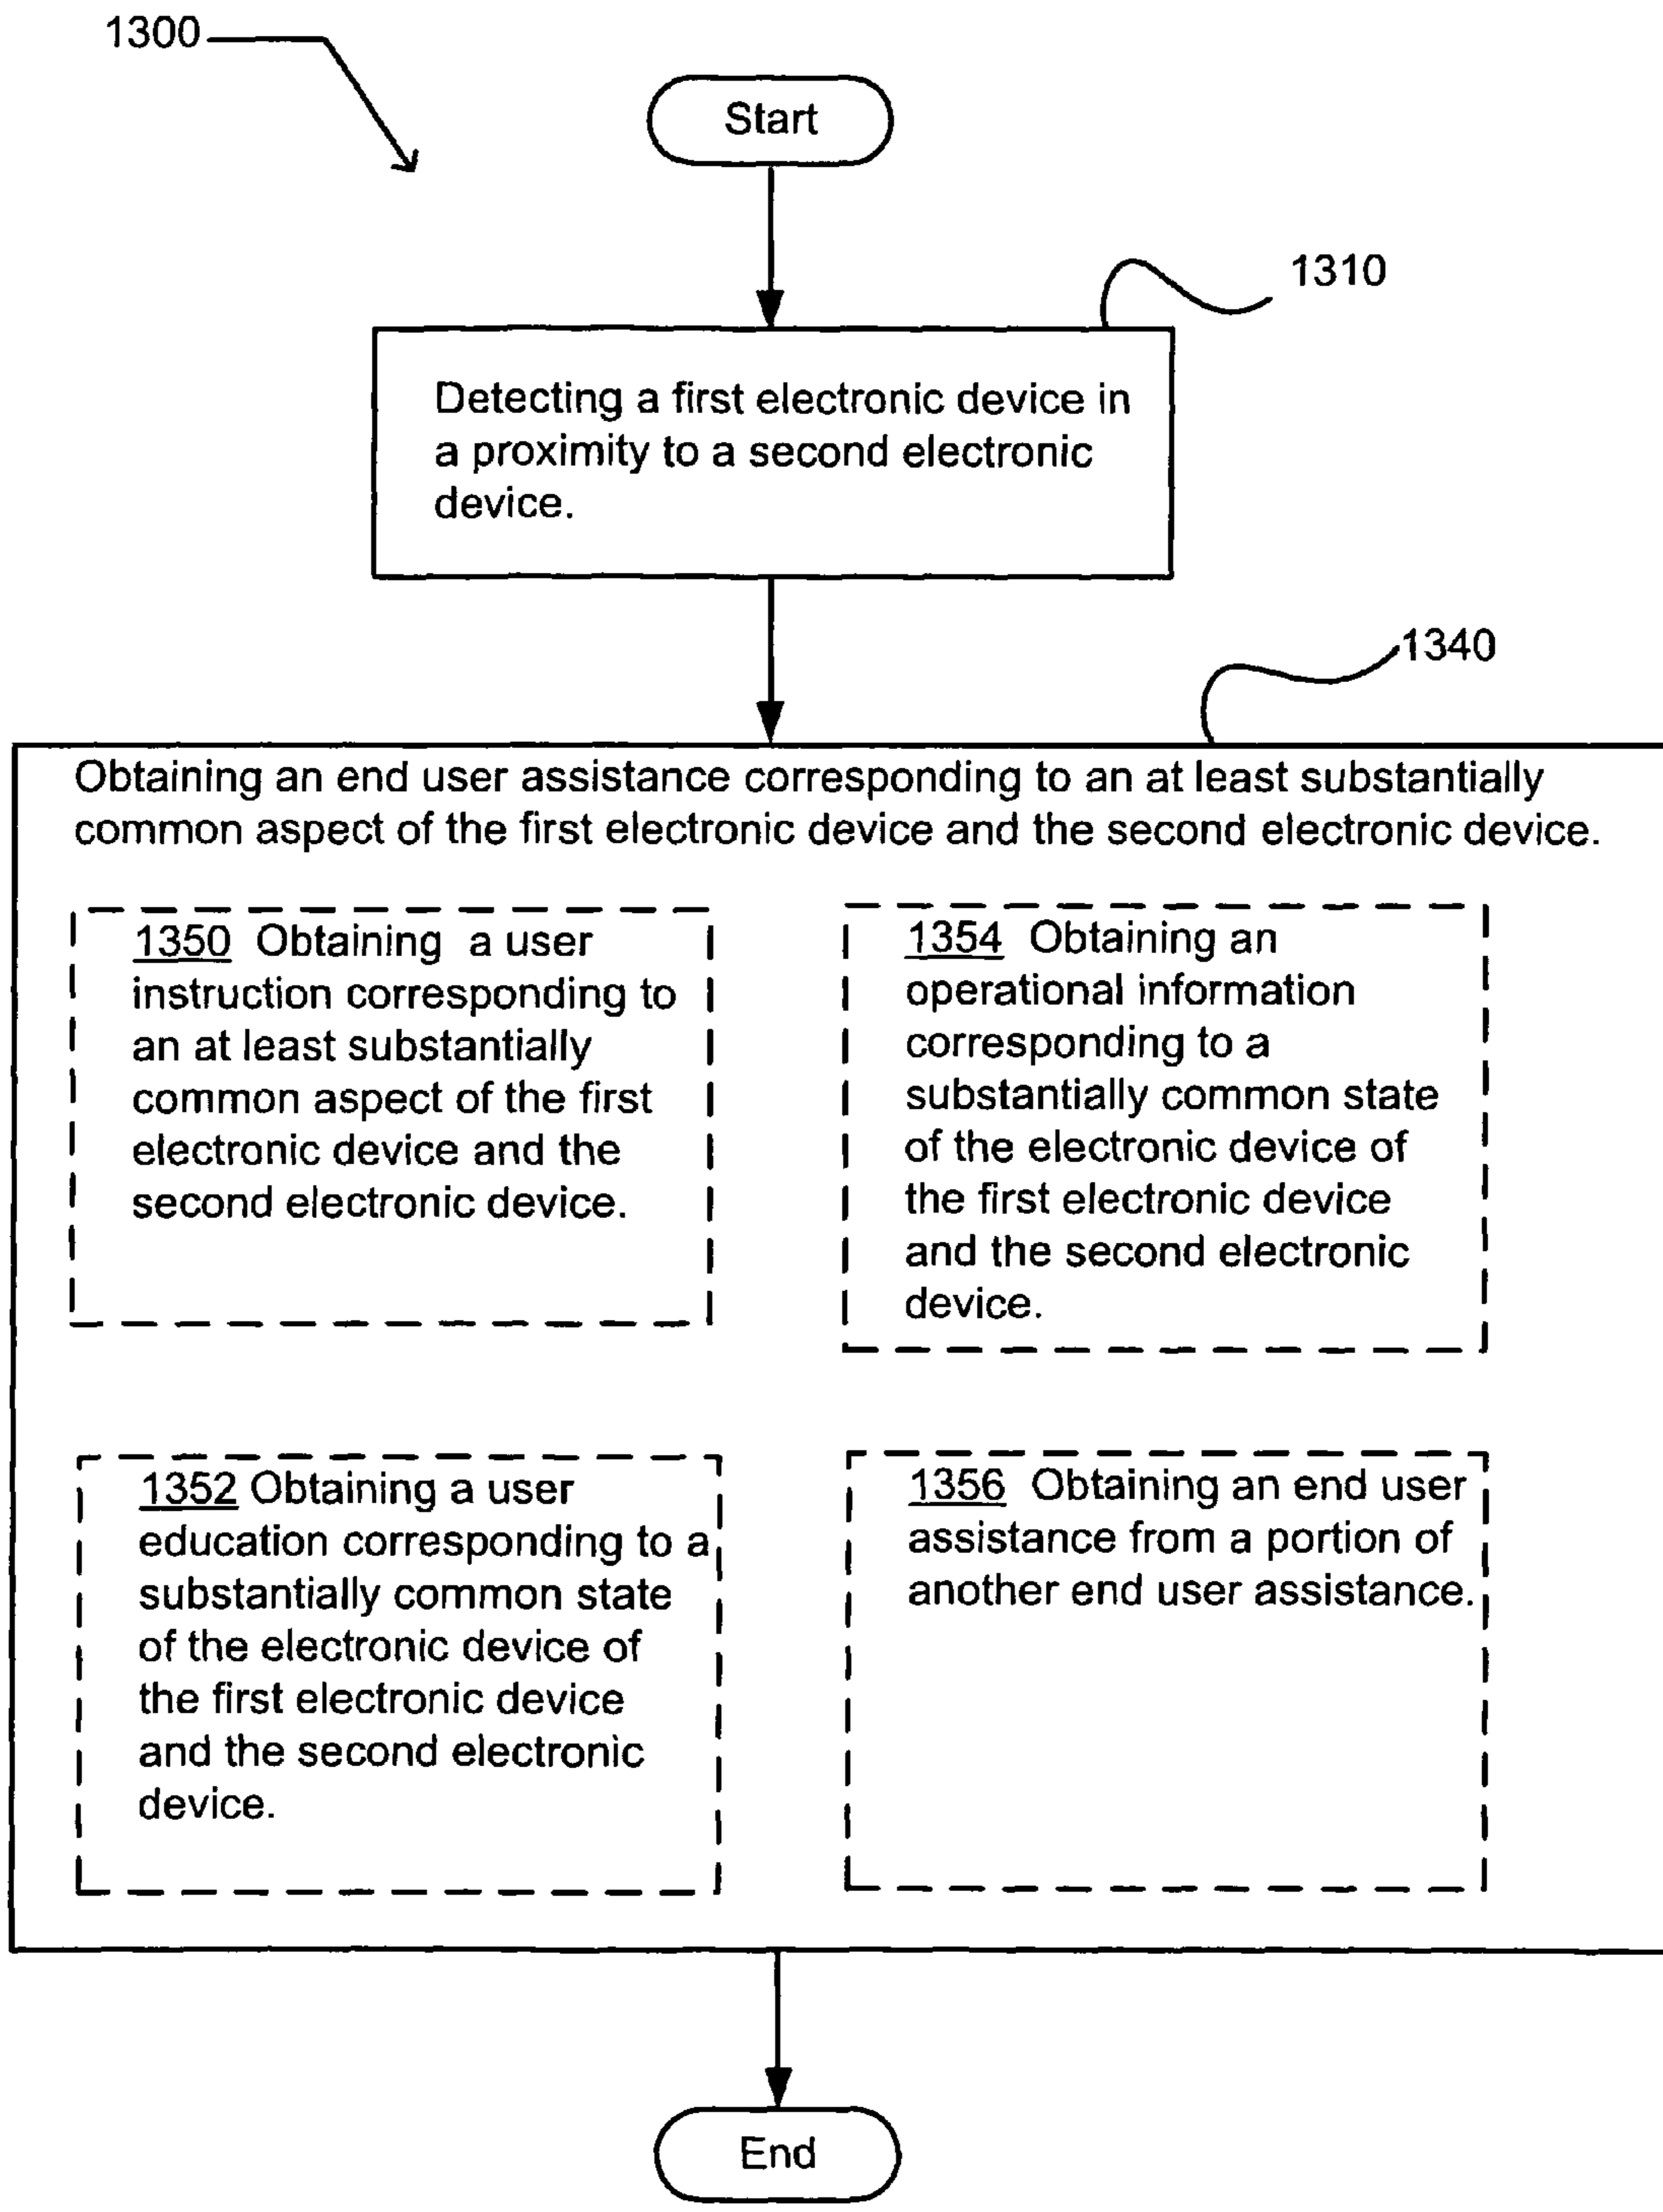 1300
Start
1310
Detecting a first electronic device in
a proximity to a second electronic
device.
1340
Obtaining an end user assistance corresponding to an at least substantially
common aspect of the first electronic device and the second electronic device.
1350 Obtaining a user
instruction corresponding to
an at least substantially
common aspect of the first
electronic device and the
second electronic device.
1354 Obtaining an
operational information
corresponding to a
substantially common state
of the electronic device of
the first electronic device
and the second electronic
device.
1352 Obtaining a user
education corresponding to a
substantially common state
of the electronic device of
the first electronic device
and the second electronic
device.
1356 Obtaining an end user
assistance from a portion of
another end user assistance.
End